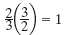 2/3(3/2) = 1